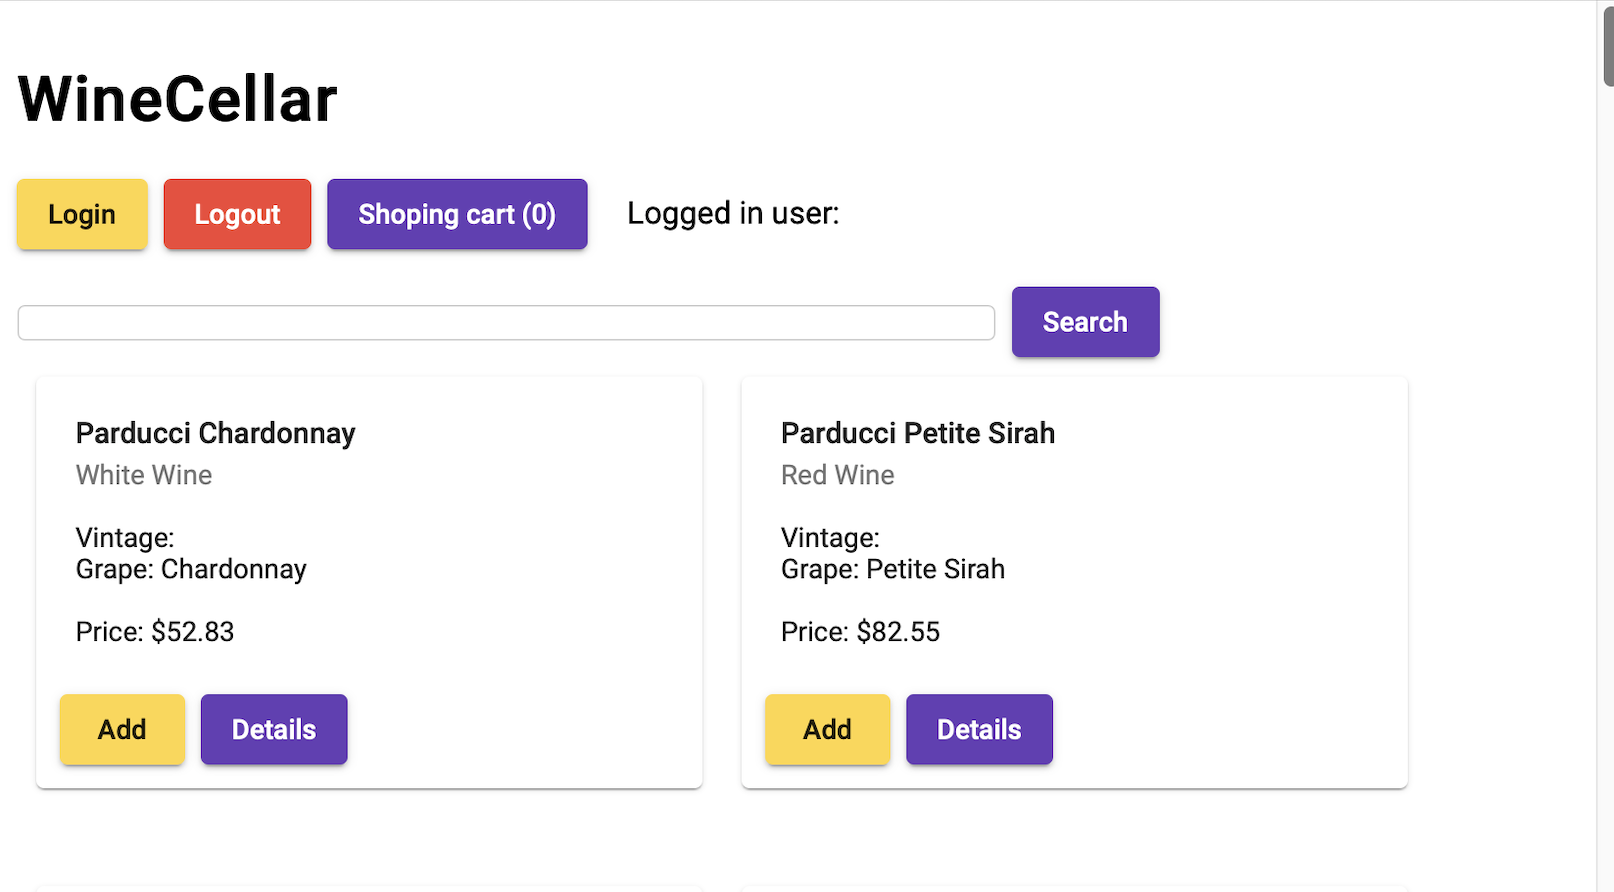 WineCellar
Login Logout Shoping cart (0) Logged in user:
Search
Parducci Chardonnay
White Wine
Vintage:
Grape: Chardonnay
Price: $52.83
Add Details
Parducci Petite Sirah
Red Wine
Vintage:
Grape: Petite Sirah
Price: $82.55
Add Details